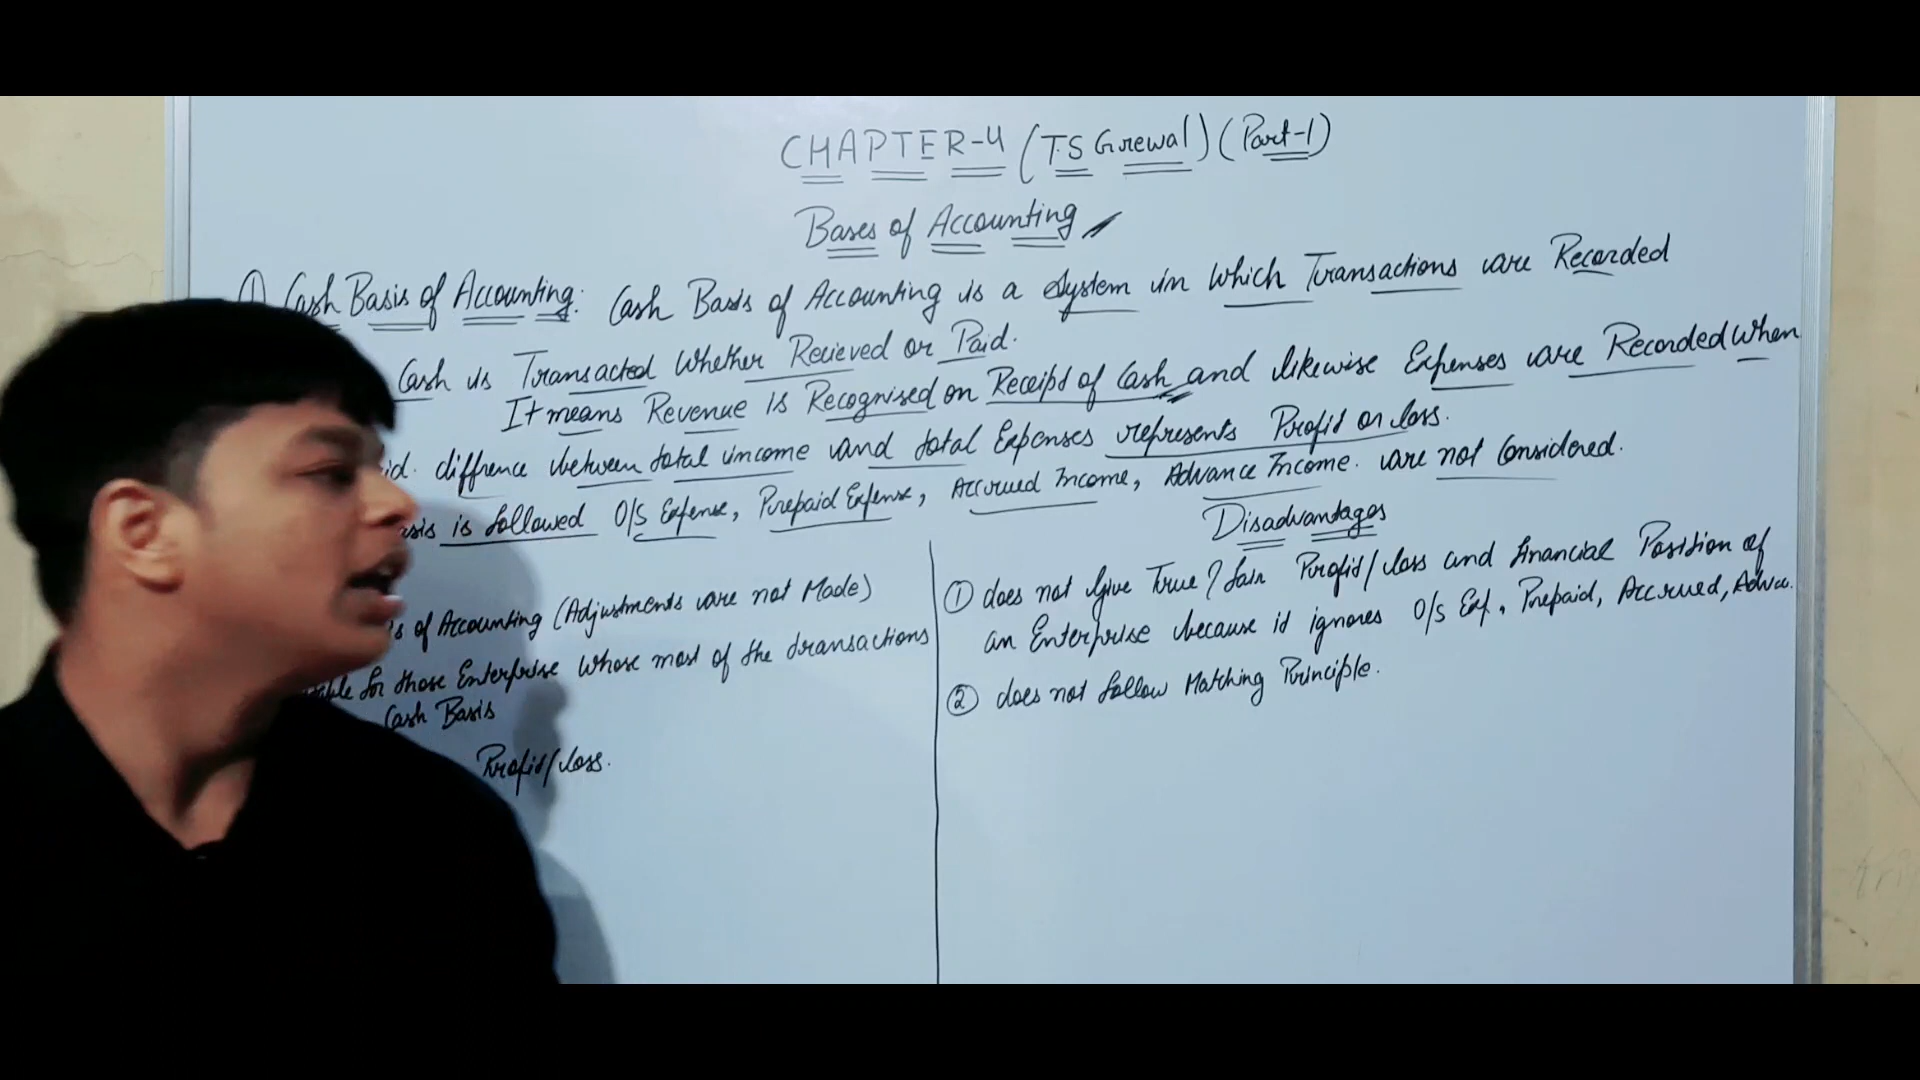 CHAPTER-4 (T.S Grewal) (Part-1)
Bases of Accounting
① Cash Basis of Accounting: Cash Basis of Accounting is a system in which Transactions are Recorded
Cash is Transacted Whether Recieved or Paid.
It means Revenue is Recognised on Receipt of Cash and likewise Expenses are Recorded When
diffrence between total income and total Expenses represents Profit or loss.
is followed O/S Expense, Prepaid Expense, Accrued Income, Advance Income. are not Considered.
Disadvantages
of Accounting (Adjustments are not Made)
for those Enterprise Whose most of the transactions
Cash Basis
Profit/loss.
① does not Give True/fair Profit/loss and financial Position of
an Enterprise because it ignores O/S Exp, Prepaid, Accrued, Advan.
② does not follow Matching Principle.